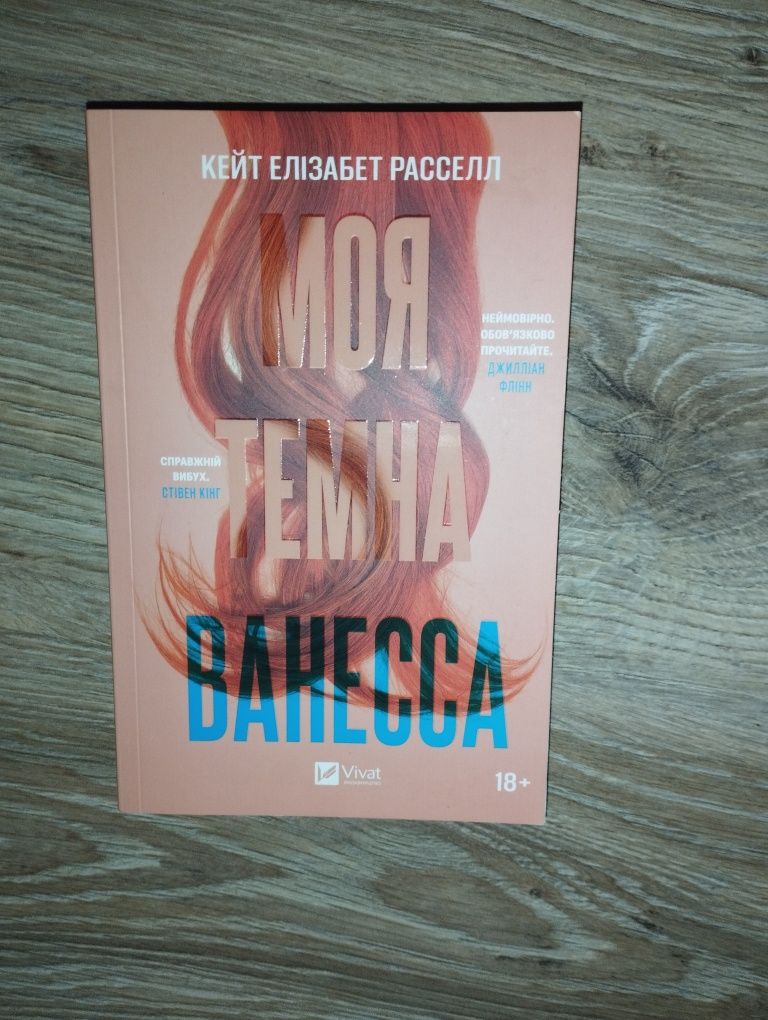 КЕЙТ ЕЛІЗАБЕТ РАССЕЛЛ
МОЯ
НЕЙМОВІРНО.
ОБОВ'ЯЗКОВО
ПРОЧИТАЙТЕ.
ДЖИЛЛІАН
ФЛІНН
ТЕМНА
СПРАВЖНІЙ
ВИБУХ.
СТІВЕН КІНГ
ВАНЕССА
Vivat
18+